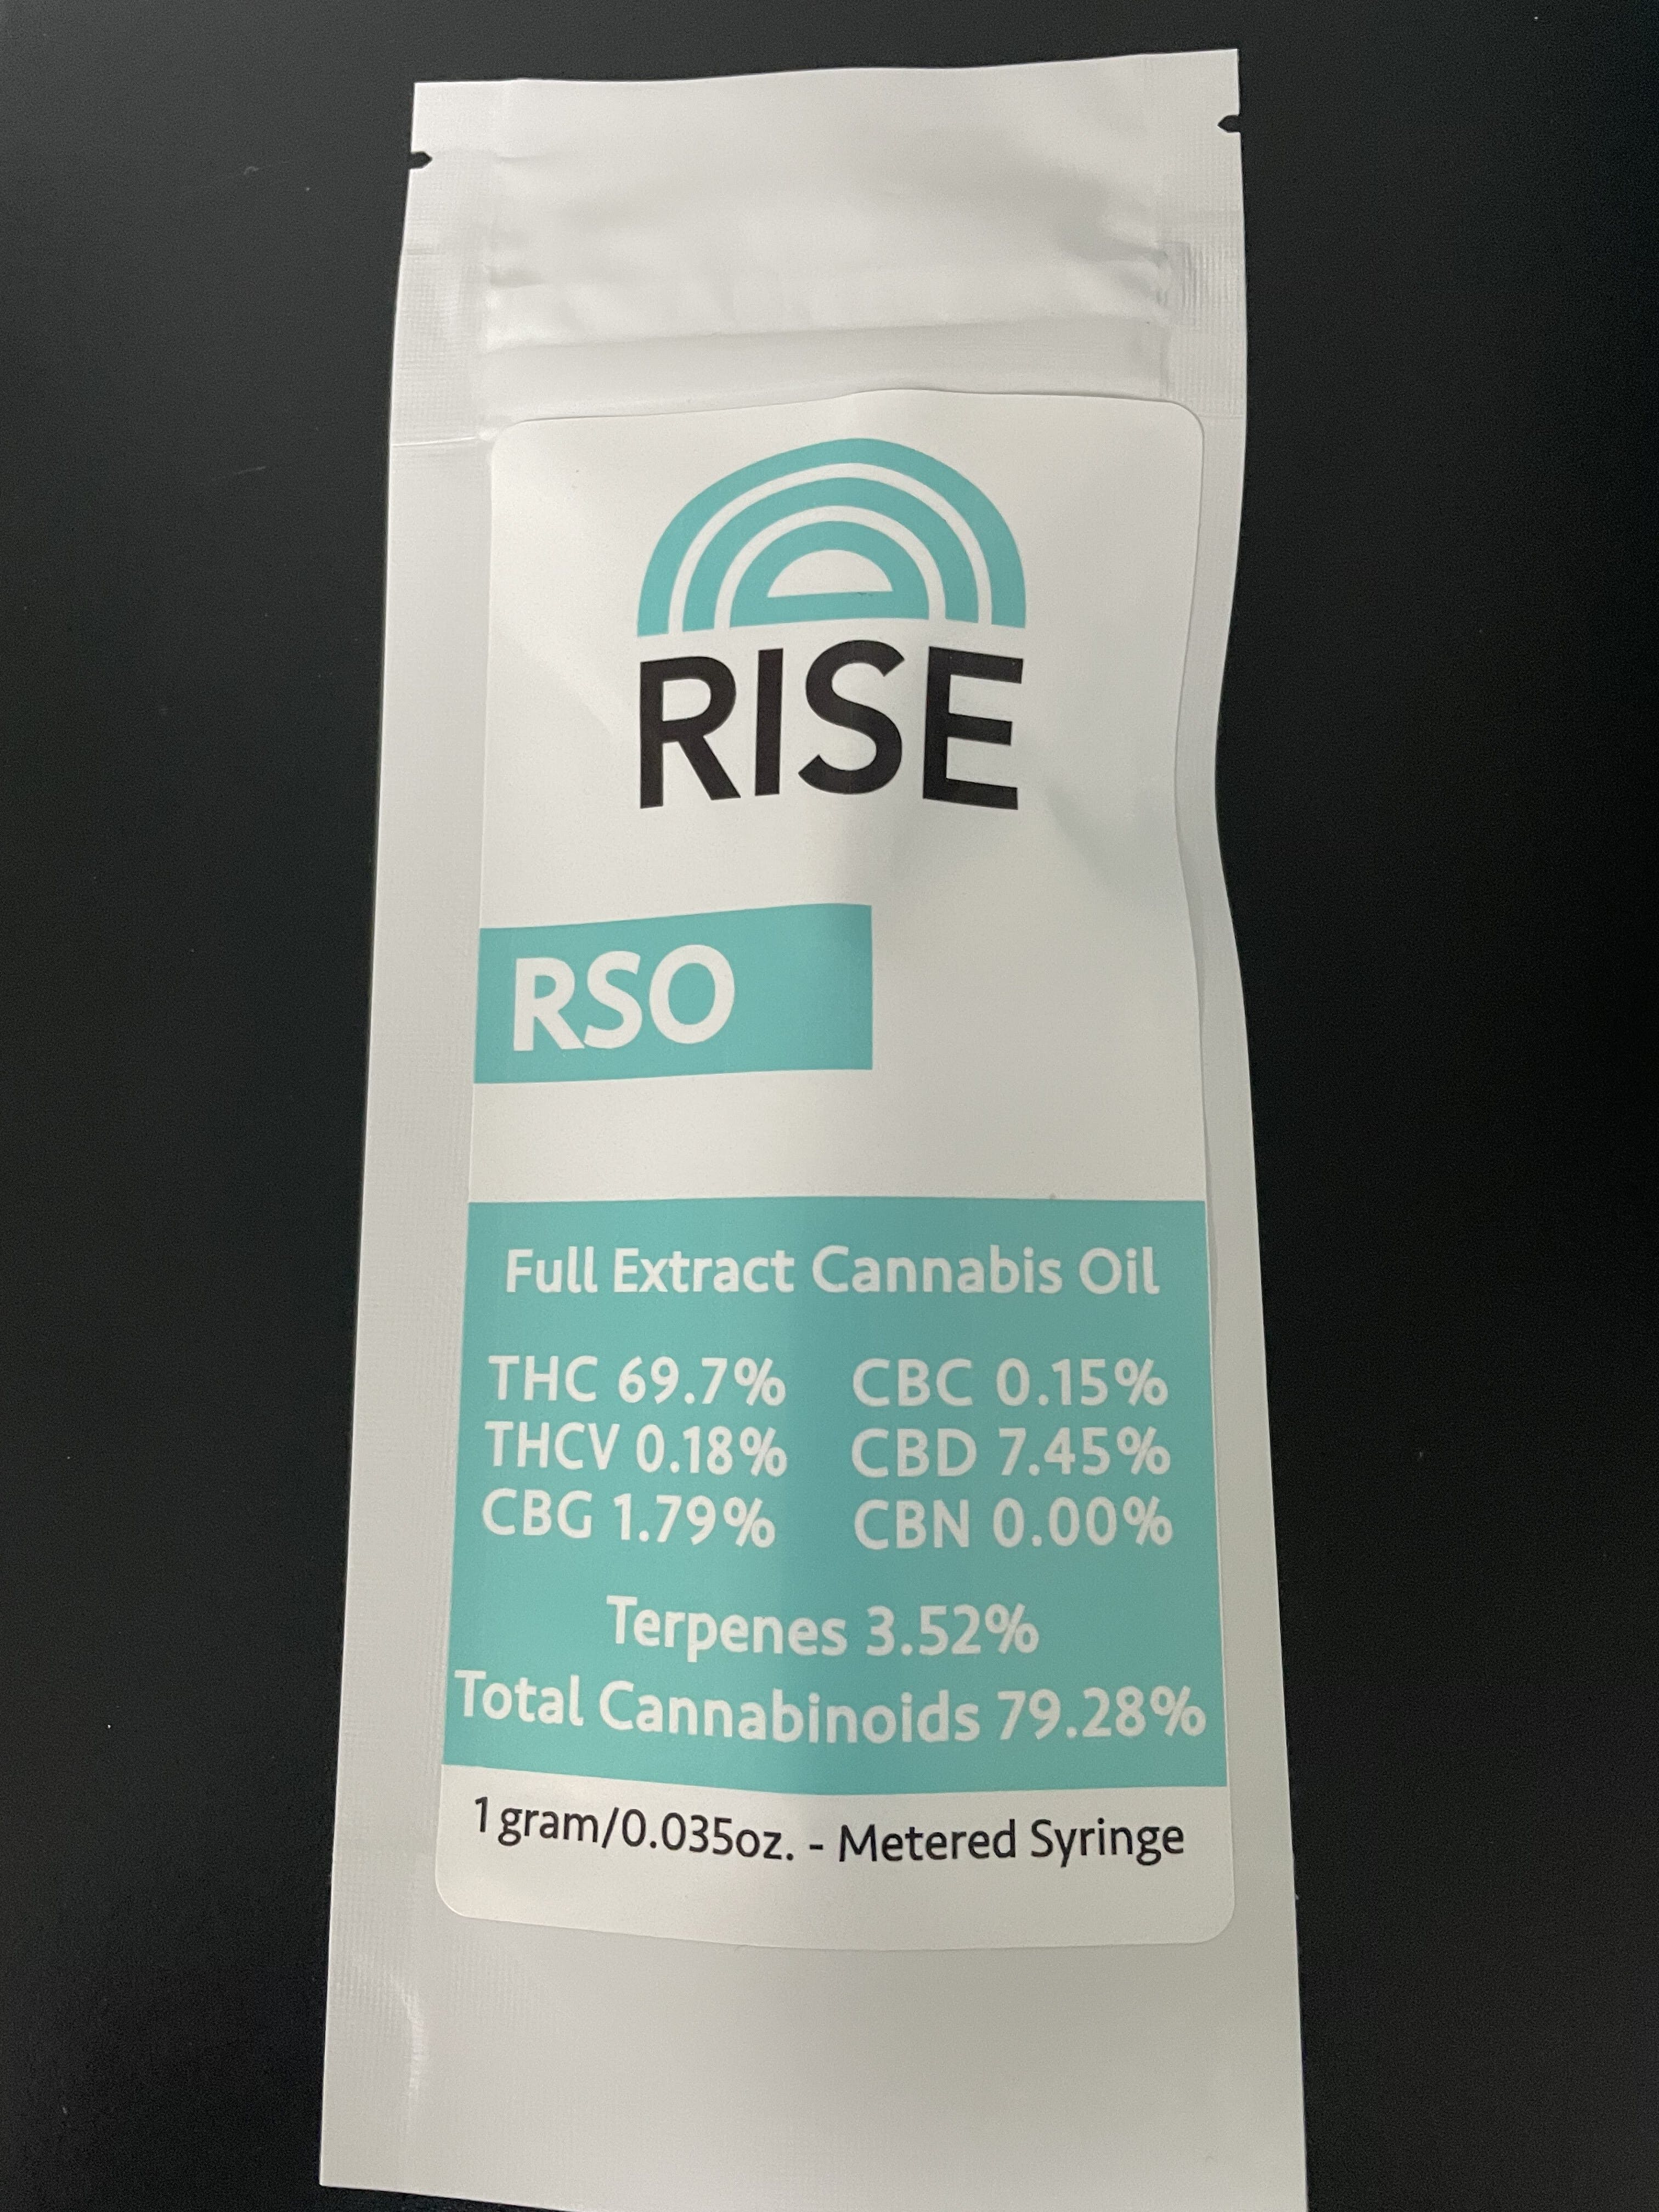 RISE
RSO
Full Extract Cannabis Oil
THC 69.7% CBC 0.15%
THCV 0.18% CBD 7.45%
CBG 1.79% CBN 0.00%
Terpenes 3.52%
Total Cannabinoids 79.28%
1 gram/0.035oz. - Metered Syringe